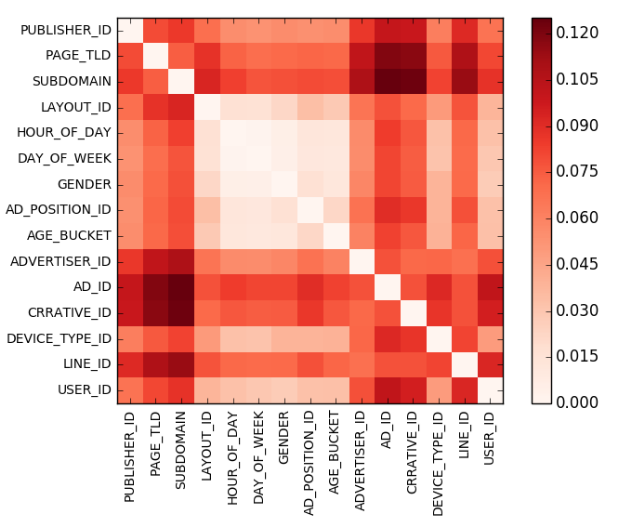 PUBLISHER_ID
PAGE_TLD
SUBDOMAIN
LAYOUT_ID
HOUR_OF_DAY
DAY_OF_WEEK
GENDER
AD_POSITION_ID
AGE_BUCKET
ADVERTISER_ID
AD_ID
CRRATIVE_ID
DEVICE_TYPE_ID
LINE_ID
USER_ID
PUBLISHER_ID
PAGE_TLD
SUBDOMAIN
LAYOUT_ID
HOUR_OF_DAY
DAY_OF_WEEK
GENDER
AD_POSITION_ID
AGE_BUCKET
ADVERTISER_ID
AD_ID
CRRATIVE_ID
DEVICE_TYPE_ID
LINE_ID
USER_ID
0.120
0.105
0.090
0.075
0.060
0.045
0.030
0.015
0.000